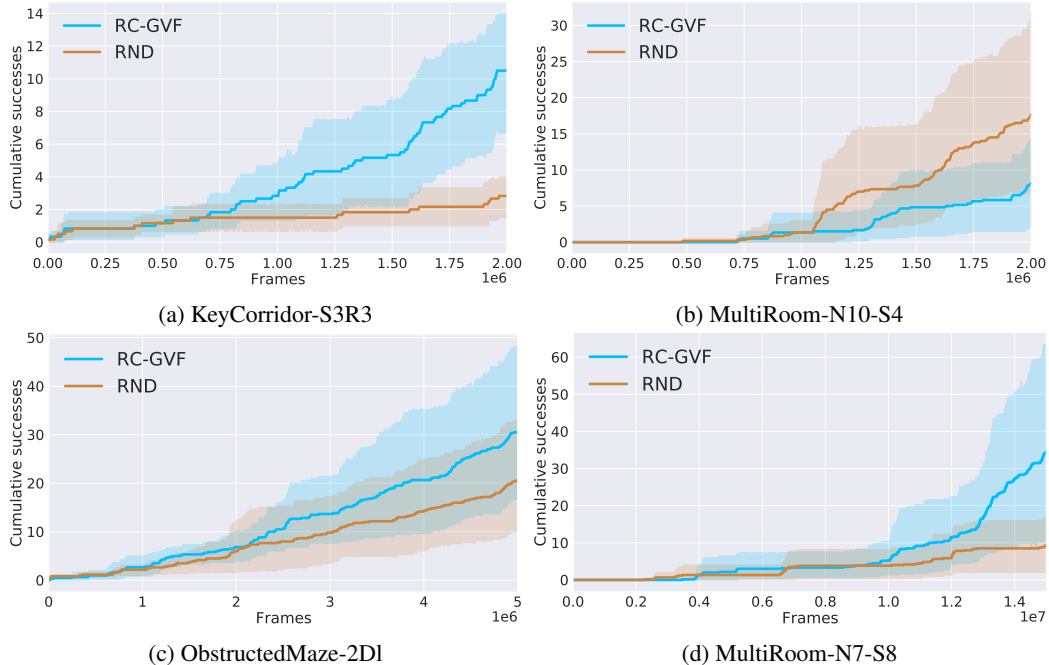 14
12
10
8
6
4
2
0
Cumulative successes
RC-GVF
RND
0.00 0.25 0.50 0.75 1.00 1.25 1.50 1.75 2.00
Frames
1e6
(a) KeyCorridor-S3R3
30
25
20
15
10
5
0
Cumulative successes
RC-GVF
RND
0.00 0.25 0.50 0.75 1.00 1.25 1.50 1.75 2.00
Frames
1e6
(b) MultiRoom-N10-S4
50
40
30
20
10
0
Cumulative successes
RC-GVF
RND
0 1 2 3 4 5
Frames
1e6
(c) ObstructedMaze-2Dl
60
50
40
30
20
10
0
Cumulative successes
RC-GVF
RND
0.0 0.2 0.4 0.6 0.8 1.0 1.2 1.4
Frames
1e7
(d) MultiRoom-N7-S8